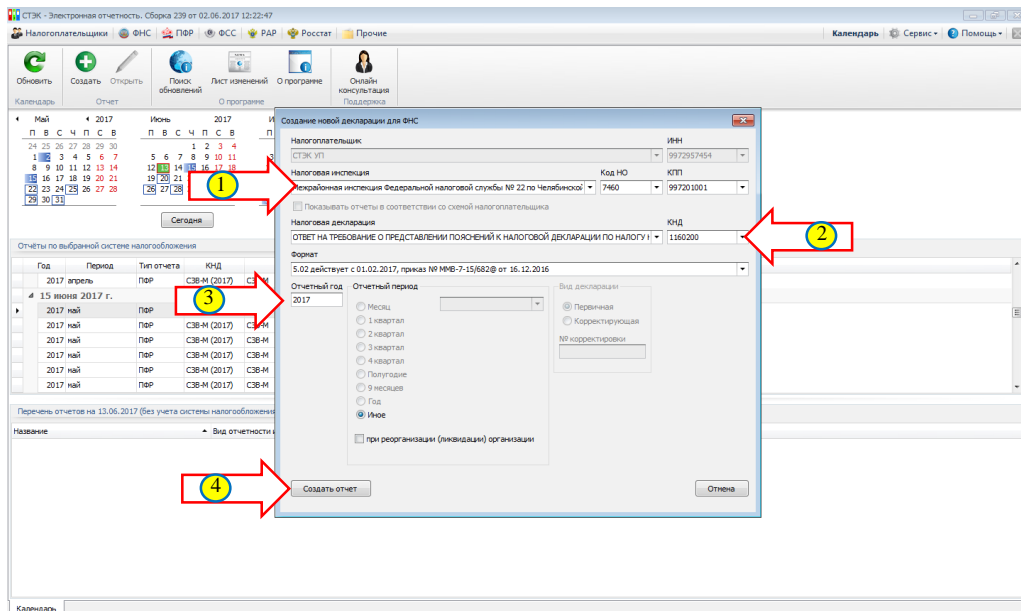 СТЭК - Электронная отчетность. Сборка 239 от 02.06.2017 12:22:47
Налогоплательщики ФНС ПФР ФСС РАР Росстат Прочие Календарь Сервис Помощь
Обновить Создать Открыть Поиск обновлений Лист изменений О программе Онлайн консультация
Календарь Отчет О программе Поддержка
Май 2017 Июнь 2017
П В С Ч П С В П В С Ч П С В П
24 25 26 27 28 29 30 1 2 3 4
1 2 3 4 5 6 7 5 6 7 8 9 10 11
8 9 10 11 12 13 14 12 13 14 15 16 17 18
15 16 17 18 19 20 21 19 20 21
22 23 24 25 26 27 28 26 27 28
29 30 31
Сегодня
Отчёты по выбранной системе налогообложения
Год Период Тип отчета КНД
2017 апрель ПФР СЗВ-М (2017)
15 июня 2017 г.
2017 май ПФР
2017 май ПФР СЗВ-М (2017) СЗВ-М
2017 май ПФР СЗВ-М (2017) СЗВ-М
2017 май ПФР СЗВ-М (2017) СЗВ-М
2017 май ПФР СЗВ-М (2017) СЗВ-М
2017 май ПФР СЗВ-М (2017) СЗВ-М
Перечень отчетов на 13.06.2017 (без учета системы налогообложения
Название Вид отчетности
Календарь
Создание новой декларации для ФНС
Налогоплательщик ИНН
СТЭК УП 9972957454
Налоговая инспекция Код НО КПП
Межрайонная инспекция Федеральной налоговой службы № 22 по Челябинской 7460 997201001
Показывать отчеты в соответствии со схемой налогоплательщика
Налоговая декларация КНД
ОТВЕТ НА ТРЕБОВАНИЕ О ПРЕДСТАВЛЕНИИ ПОЯСНЕНИЙ К НАЛОГОВОЙ ДЕКЛАРАЦИИ ПО НАЛОГУ 1160200
Формат
5.02 действует с 01.02.2017, приказ № ММВ-7-15/682@ от 16.12.2016
Отчетный год Отчетный период Вид декларации
2017
Месяц Первичная
1 квартал Корректирующая
2 квартал
3 квартал № корректировки
4 квартал
Полугодие
9 месяцев
Год
Иное
при реорганизации (ликвидации) организации
Создать отчет Отмена
1
2
3
4